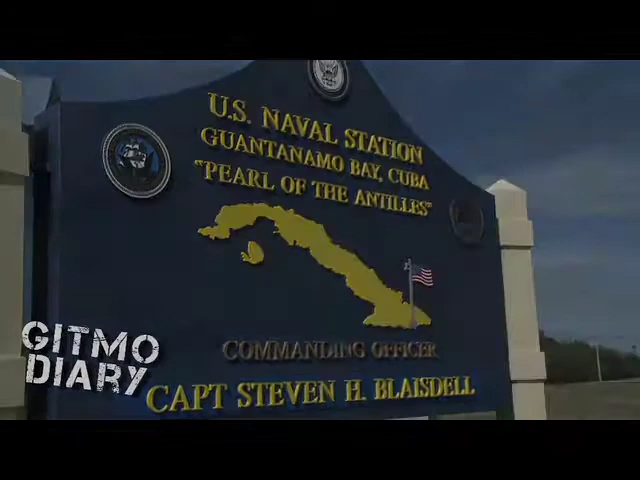 U.S. NAVAL STATION
GUANTANAMO BAY, CUBA
"PEARL OF THE ANTILLES"
COMMANDING OFFICER
CAPT STEVEN H. BLAISDELL
GITMO
DIARY